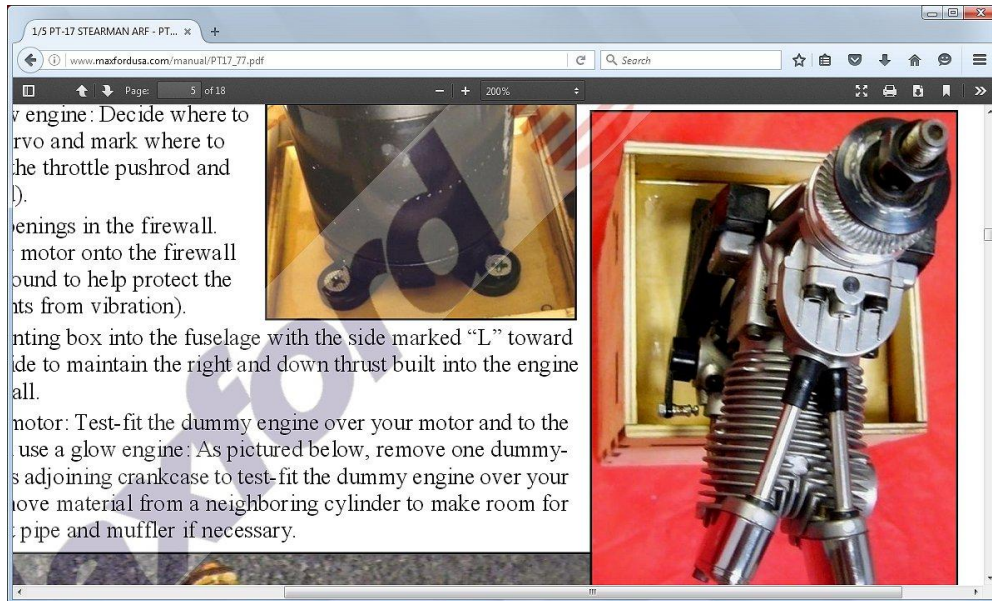 1/5 PT-17 STEARMAN ARF - PT...
www.maxfordusa.com/manual/PT17_77.pdf
Search
Page: 5 of 18
200%
engine: Decide where to
rvo and mark where to
the throttle pushrod and
).
enings in the firewall.
motor onto the firewall
ound to help protect the
nts from vibration).
nting box into the fuselage with the side marked “L” toward
ide to maintain the right and down thrust built into the engine
all.
motor: Test-fit the dummy engine over your motor and to the
use a glow engine: As pictured below, remove one dummy-
s adjoining crankcase to test-fit the dummy engine over your
ove material from a neighboring cylinder to make room for
pipe and muffler if necessary.
axford